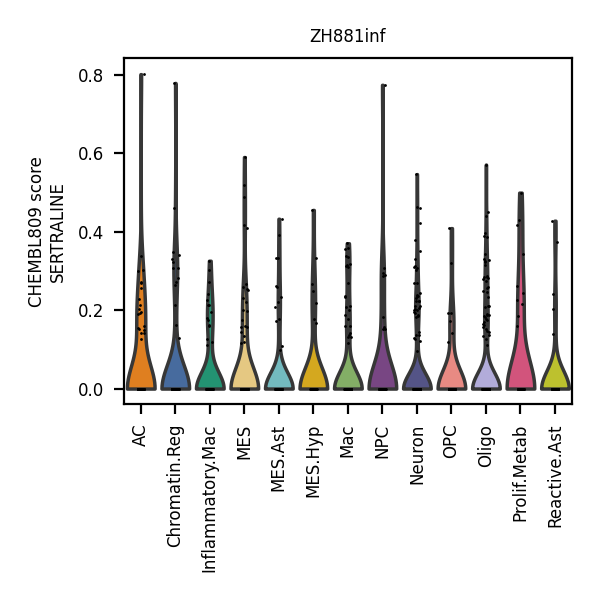 ZH881inf
CHEMBL809 score
SERTRALINE
0.8
0.6
0.4
0.2
0.0
AC
Chromatin.Reg
Inflammatory.Mac
MES
MES.Ast
MES.Hyp
Mac
NPC
Neuron
OPC
Oligo
Prolif.Metab
Reactive.Ast